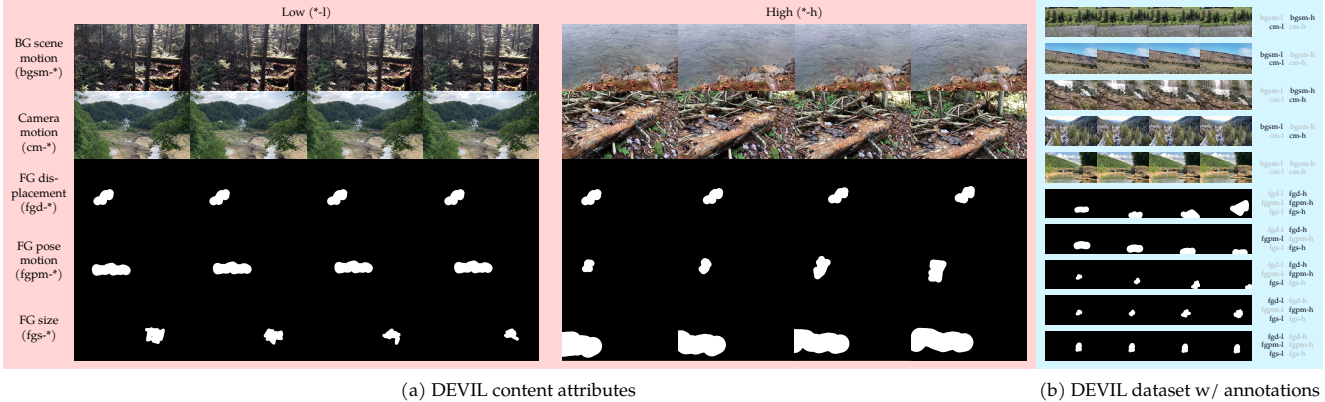 Low (*-l)
High (*-h)
BG scene
motion
(bgsm-*)
Camera
motion
(cm-*)
FG dis-
placement
(fgd-*)
FG pose
motion
(fgpm-*)
FG size
(fgs-*)
bgsm-l bgsm-h
cm-l cm-h
bgsm-l bgsm-h
cm-l cm-h
bgsm-l bgsm-h
cm-l cm-h
bgsm-l bgsm-h
cm-l cm-h
bgsm-l bgsm-h
cm-l cm-h
fgd-l fgd-h
fgpm-l fgpm-h
fgs-l fgs-h
fgd-l fgd-h
fgpm-l fgpm-h
fgs-l fgs-h
fgd-l fgd-h
fgpm-l fgpm-h
fgs-l fgs-h
fgd-l fgd-h
fgpm-l fgpm-h
fgs-l fgs-h
fgd-l fgd-h
fgpm-l fgpm-h
fgs-l fgs-h
(a) DEVIL content attributes
(b) DEVIL dataset w/ annotations